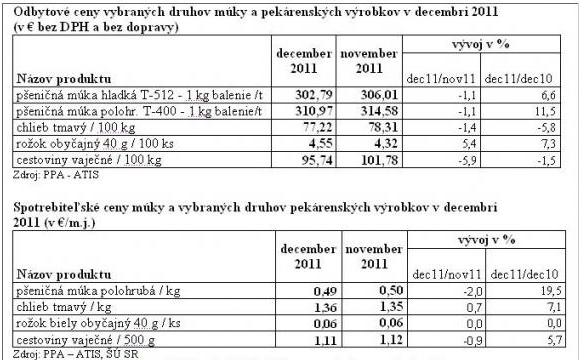 Odbytové ceny vybraných druhov múky a pekárenských výrobkov v decembri 2011
(v € bez DPH a bez dopravy)
Názov produktu december 2011 november 2011 vývoj v %
dec11/nov11 dec11/dec10
pšeničná múka hladká T-512 - 1 kg balenie /t 302,79 306,01 -1,1 6,6
pšeničná múka polohr. T-400 - 1kg balenie/t 310,97 314,58 -1,1 11,5
chlieb tmavý / 100 kg 77,22 78,31 -1,4 -5,8
rožok obyčajný 40 g / 100 ks 4,55 4,32 5,4 7,3
cestoviny vaječné / 100 kg 95,74 101,78 -5,9 -1,5
Zdroj: PPA - ATIS
Spotrebiteľské ceny múky a vybraných druhov pekárenských výrobkov v decembri
2011 (v €/m.j.)
Názov produktu december 2011 november 2011 vývoj v %
dec11/nov11 dec11/dec10
pšeničná múka polohrubá / kg 0,49 0,50 -2,0 19,5
chlieb tmavý / kg 1,36 1,35 0,7 7,1
rožok biely obyčajný 40 g / ks 0,06 0,06 0,0 0,0
cestoviny vaječné / 500 g 1,11 1,12 -0,9 5,7
Zdroj: PPA – ATIS, ŠÚ SR